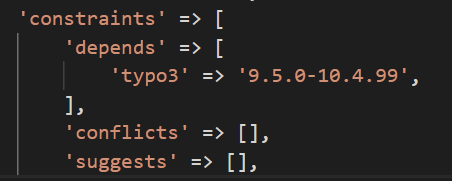 'constraints' => [
'depends' => [
'typo3' => '9.5.0-10.4.99',
],
'conflicts' => [],
'suggests' => [],